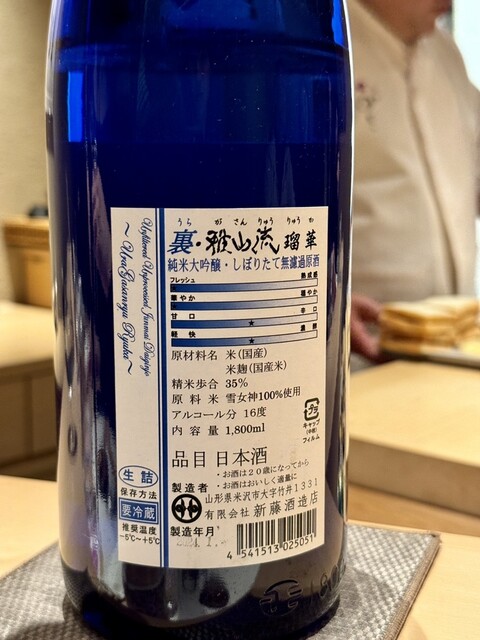 うら が さん りゅう りゅう か
裏・雅山流 瑠華
純米大吟醸・しぼりたて無濾過原酒
フレッシュ 熟成感
華やか 穏やか
甘口 辛口
軽快 濃醇
原材料名 米(国産)
米麹(国産米)
精米歩合 35%
原料米 雪女神100%使用
アルコール分 16度
内容量 1,800ml
プラ
キャップ
(中栓)
フィルム
品目 日本酒
・お酒は20歳になってから
・お酒はおいしく適量に
製造者
山形県米沢市大字竹井1331
有限会社 新藤酒造店
製造年月
4 541513 025051
Unfiltered Unprocessed Junmai Daiginjo
~ UraGasanryu Ryuka ~
生詰
保存方法
要冷蔵
推奨温度
-5℃~+5℃